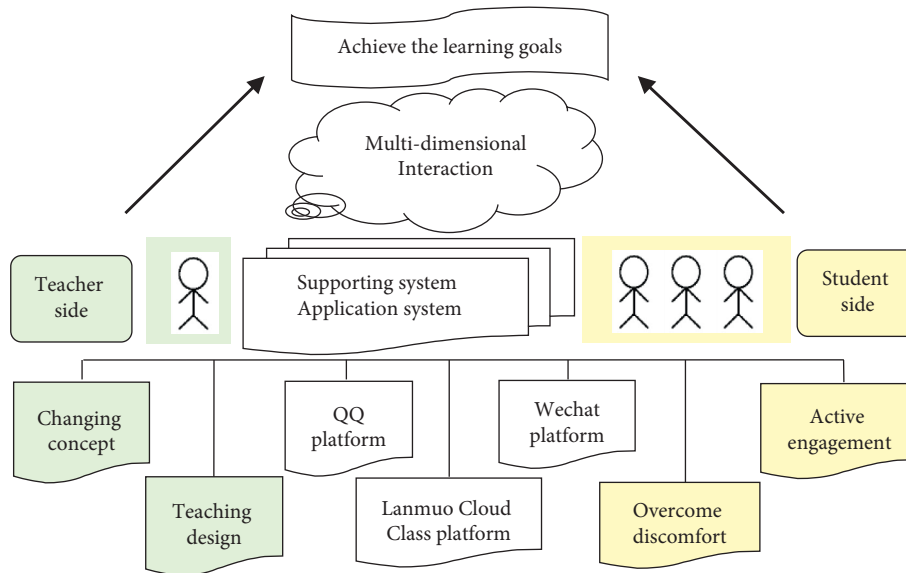 Achieve the learning goals
Multi-dimensional
Interaction
Teacher
side
Supporting system
Application system
Student
side
Changing
concept
QQ
platform
Wechat
platform
Active
engagement
Teaching
design
Lanmuo Cloud
Class platform
Overcome
discomfort